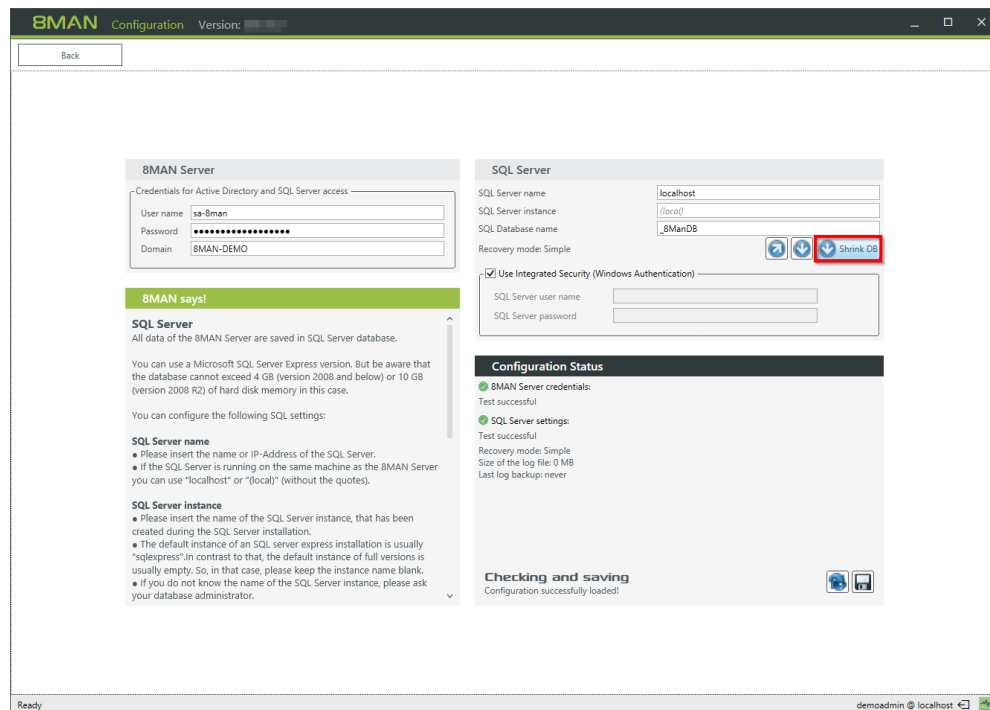 8MAN Configuration Version:
Back
8MAN Server
Credentials for Active Directory and SQL Server access
User name sa-8man
Password ●●●●●●●●●●●●●●●●●●
Domain 8MAN-DEMO
8MAN says!
SQL Server
All data of the 8MAN Server are saved in SQL Server database.
You can use a Microsoft SQL Server Express version. But be aware that
the database cannot exceed 4 GB (version 2008 and below) or 10 GB
(version 2008 R2) of hard disk memory in this case.
You can configure the following SQL settings:
SQL Server name
● Please insert the name or IP-Address of the SQL Server.
● If the SQL Server is running on the same machine as the 8MAN Server
you can use "localhost" or "(local)" (without the quotes).
SQL Server instance
● Please insert the name of the SQL Server instance, that has been
created during the SQL Server installation.
● The default instance of an SQL server express installation is usually
"sqlexpress".In contrast to that, the default instance of full versions is
usually empty. So, in that case, please keep the instance name blank.
● If you do not know the name of the SQL Server instance, please ask
your database administrator.
SQL Server
SQL Server name localhost
SQL Server instance (local)
SQL Database name _8ManDB
Recovery mode: Simple Shrink DB
Use Integrated Security (Windows Authentication)
SQL Server user name
SQL Server password
Configuration Status
8MAN Server credentials:
Test successful
SQL Server settings:
Test successful
Recovery mode: Simple
Size of the log file: 0 MB
Last log backup: never
Checking and saving
Configuration successfully loaded!
Ready demoadmin @ localhost